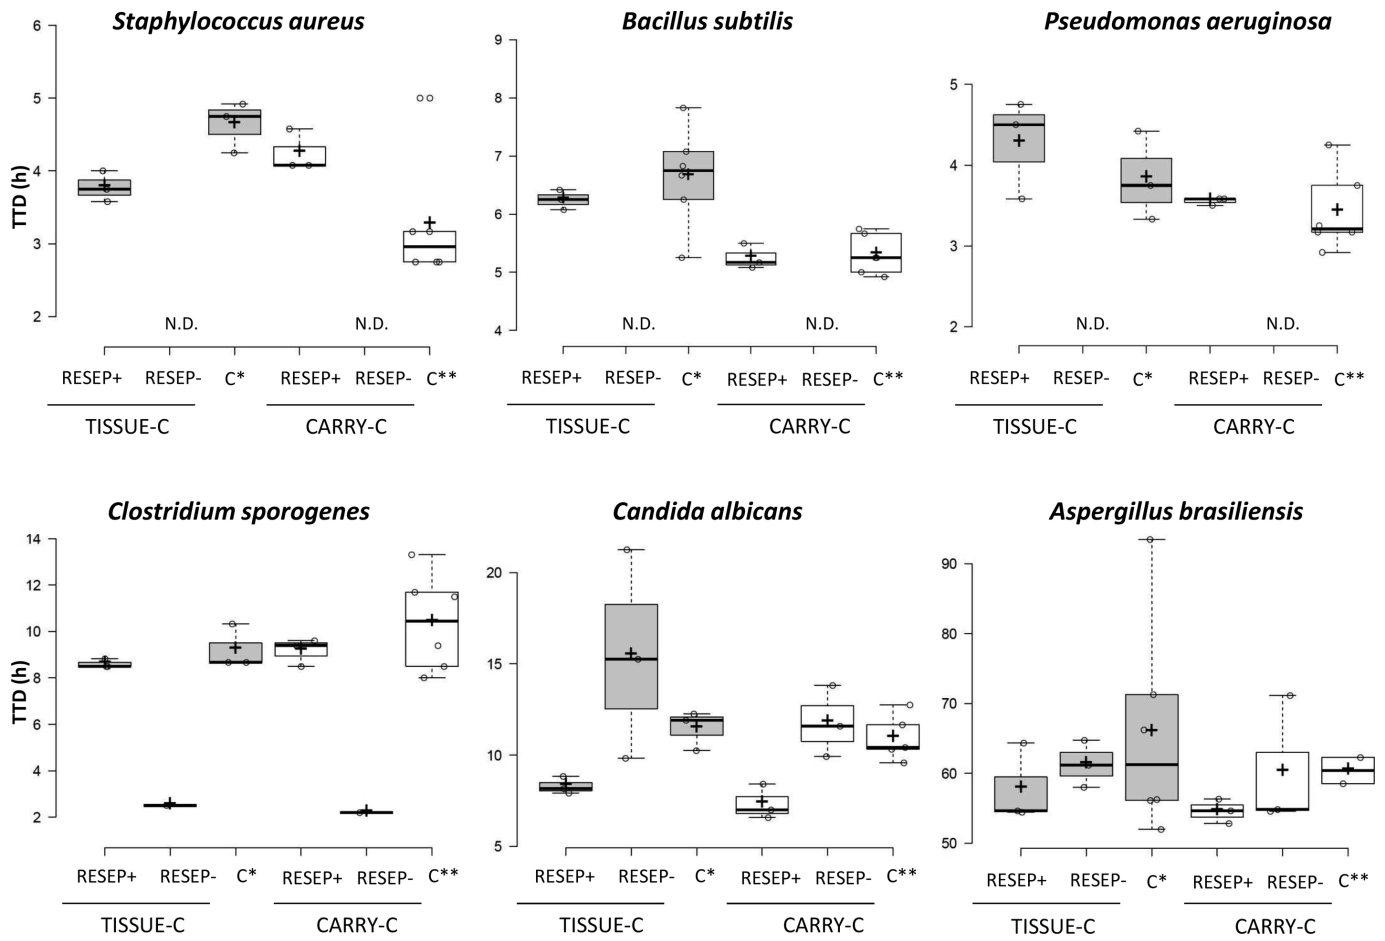 Staphylococcus aureus
TTD (h)
6
5
4
3
2
N.D.
N.D.
RESEP+ RESEP- C* RESEP+ RESEP- C**
TISSUE-C CARRY-C
Bacillus subtilis
9
8
7
6
5
4
N.D.
N.D.
RESEP+ RESEP- C* RESEP+ RESEP- C**
TISSUE-C CARRY-C
Pseudomonas aeruginosa
5
4
3
2
N.D.
N.D.
RESEP+ RESEP- C* RESEP+ RESEP- C**
TISSUE-C CARRY-C
Clostridium sporogenes
TTD (h)
14
12
10
8
6
4
2
RESEP+ RESEP- C* RESEP+ RESEP- C**
TISSUE-C CARRY-C
Candida albicans
20
15
10
5
RESEP+ RESEP- C* RESEP+ RESEP- C**
TISSUE-C CARRY-C
Aspergillus brasiliensis
90
80
70
60
50
RESEP+ RESEP- C* RESEP+ RESEP- C**
TISSUE-C CARRY-C